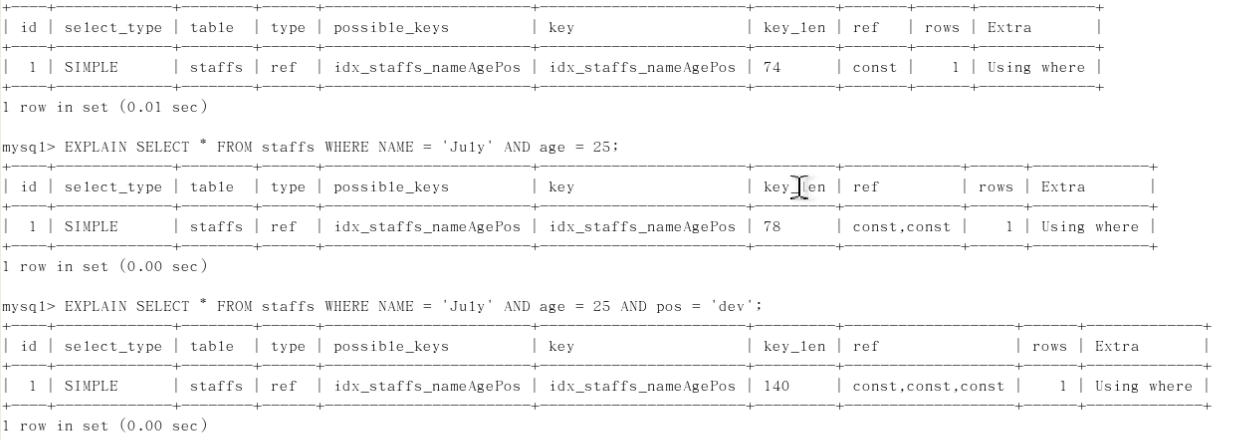 +----+-------------+--------+------+-----------------------+-----------------------+---------+-------+------+-------------+
| id | select_type | table | type | possible_keys | key | key_len | ref | rows | Extra |
+----+-------------+--------+------+-----------------------+-----------------------+---------+-------+------+-------------+
| 1 | SIMPLE | staffs | ref | idx_staffs_nameAgePos | idx_staffs_nameAgePos | 74 | const | 1 | Using where |
+----+-------------+--------+------+-----------------------+-----------------------+---------+-------+------+-------------+
1 row in set (0.01 sec)
mysql> EXPLAIN SELECT * FROM staffs WHERE NAME = 'July' AND age = 25;
+----+-------------+--------+------+-----------------------+-----------------------+---------+-------------+------+-------------+
| id | select_type | table | type | possible_keys | key | key_len | ref | rows | Extra |
+----+-------------+--------+------+-----------------------+-----------------------+---------+-------------+------+-------------+
| 1 | SIMPLE | staffs | ref | idx_staffs_nameAgePos | idx_staffs_nameAgePos | 78 | const,const | 1 | Using where |
+----+-------------+--------+------+-----------------------+-----------------------+---------+-------------+------+-------------+
1 row in set (0.00 sec)
mysql> EXPLAIN SELECT * FROM staffs WHERE NAME = 'July' AND age = 25 AND pos = 'dev';
+----+-------------+--------+------+-----------------------+-----------------------+---------+-------------------+------+-------------+
| id | select_type | table | type | possible_keys | key | key_len | ref | rows | Extra |
+----+-------------+--------+------+-----------------------+-----------------------+---------+-------------------+------+-------------+
| 1 | SIMPLE | staffs | ref | idx_staffs_nameAgePos | idx_staffs_nameAgePos | 140 | const,const,const | 1 | Using where |
+----+-------------+--------+------+-----------------------+-----------------------+---------+-------------------+------+-------------+
1 row in set (0.00 sec)